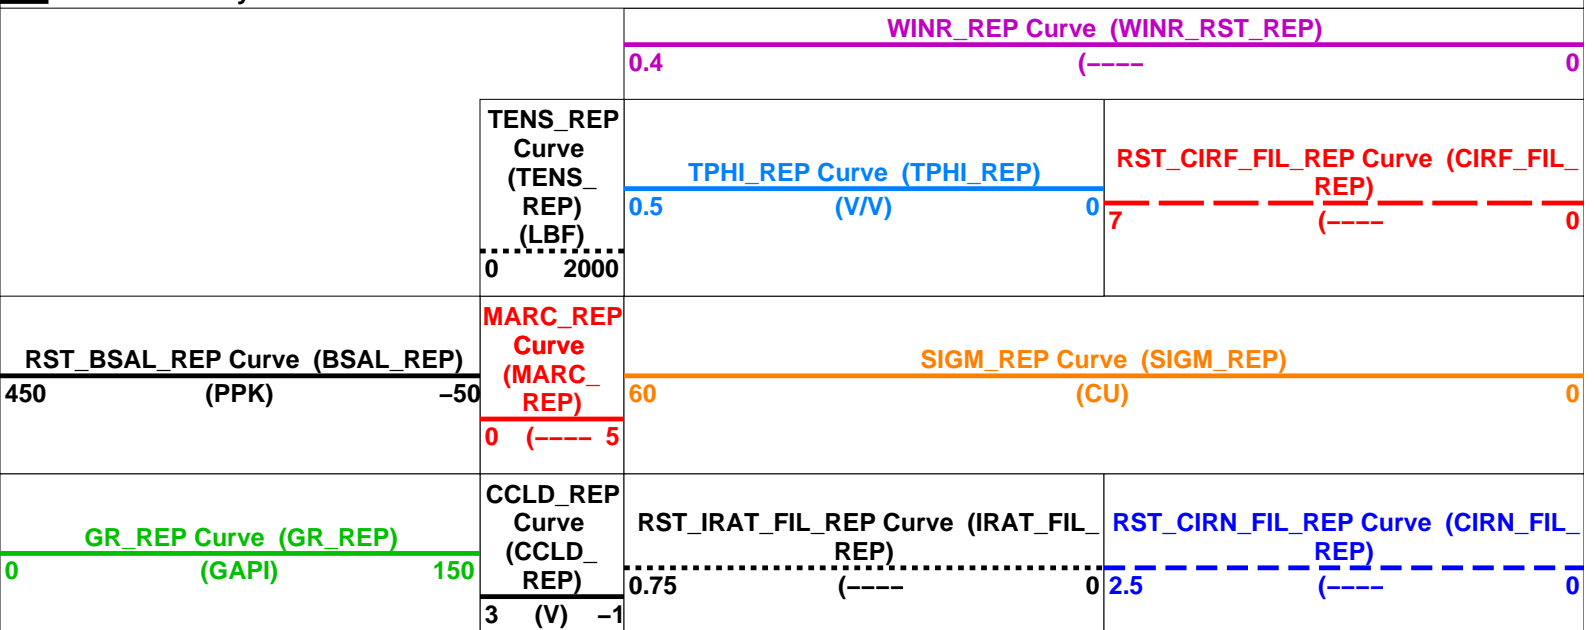 WINR_REP Curve (WINR_RST_REP)
0.4 (---- 0
TENS_REP
Curve
(TENS_
REP)
(LBF)
0 2000
TPHI_REP Curve (TPHI_REP)
0.5 (V/V) 0
RST_CIRF_FIL_REP Curve (CIRF_FIL_
REP)
7 (---- 0
RST_BSAL_REP Curve (BSAL_REP)
450 (PPK) -50
MARC_REP
Curve
(MARC_
REP)
0 (---- 5
SIGM_REP Curve (SIGM_REP)
60 (CU) 0
GR_REP Curve (GR_REP)
0 (GAPI) 150
CCLD_REP
Curve
(CCLD_
REP)
3 (V) -1
RST_IRAT_FIL_REP Curve (IRAT_FIL_
REP)
0.75 (---- 0
RST_CIRN_FIL_REP Curve (CIRN_FIL_
REP)
2.5 (---- 0